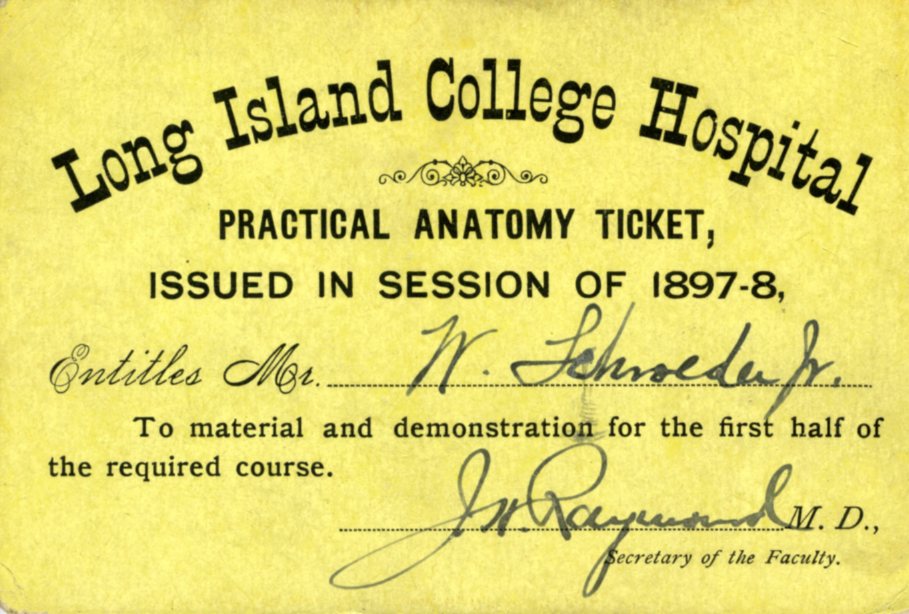 Long Island College Hospital
PRACTICAL ANATOMY TICKET,
ISSUED IN SESSION OF 1897-8,
Entitles Mr. W. Schroeder Jr.
To material and demonstration for the first half of
the required course.
J. H. Raymond M. D.,
Secretary of the Faculty.